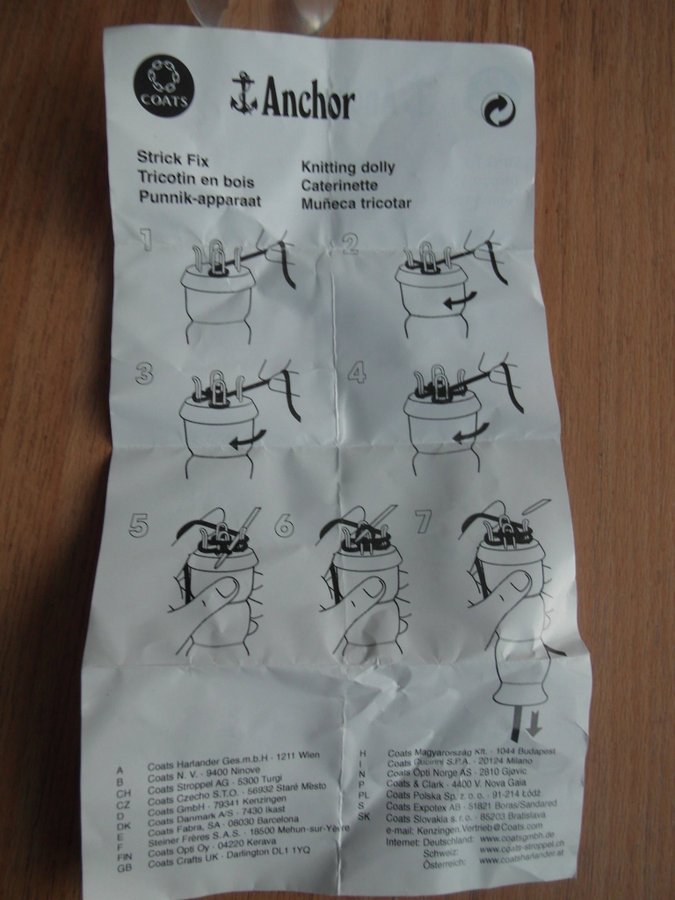 COATS
Anchor
Strick Fix
Tricotin en bois
Punnik-apparaat
Knitting dolly
Caterinette
Muñeca tricotar
1
2
3
4
5
6
7
A Coats Harlander Ges.m.b.H · 1211 Wien
B Coats N. V. · 9400 Ninove
CH Coats Stroppel AG · 5300 Turgi
CZ Coats Czecho S.T.O. · 56932 Staré Město
D Coats GmbH · 79341 Kenzingen
DK Coats Danmark A/S · 7430 Ikast
E Coats Fabra, SA · 08030 Barcelona
F Steiner Frères S.A.S. · 18500 Mehun-sur-Yèvre
FIN Coats Opti Oy · 04220 Kerava
GB Coats Crafts UK · Darlington DL1 1YQ
H Coats Magyarország Kft. · 1044 Budapest
I Coats Cucirini S.P.A. · 20124 Milano
N Coats Opti Norge AS · 2810 Gjøvic
P Coats & Clark · 4400 V. Nova Gaia
PL Coats Polska Sp. z o. o. · 91-214 Łódz
S Coats Expotex AB · 51821 Boras/Sandared
SK Coats Slovakia s. r. o. · 85203 Bratislava
e-mail: Kenzingen.Vertrieb@Coats.com
Internet: Deutschland: www.coatsgmbh.de
Schweiz: www.coats-stroppel.ch
Österreich: www.coatsharlander.at